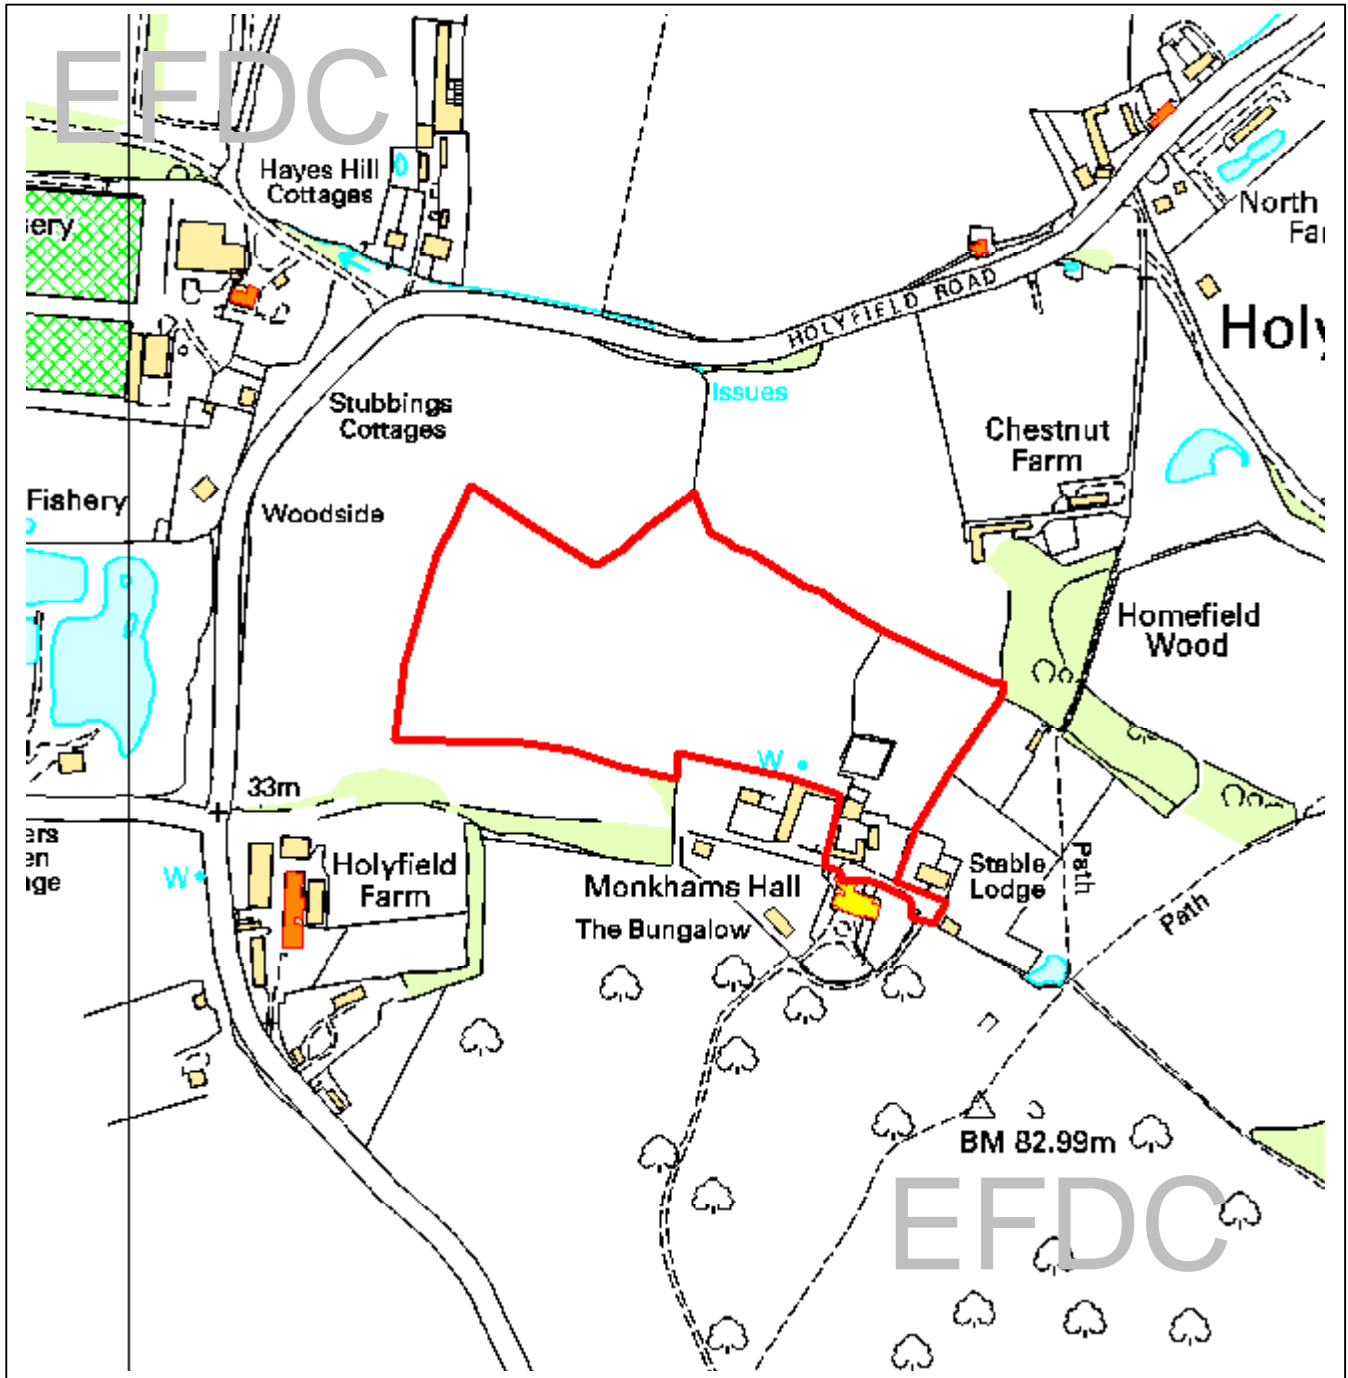 EFDC
Hayes Hill
Cottages
ery
North
Fa
HOLYFIELD ROAD
Holy
Issues
Stubbings
Cottages
Chestnut
Farm
Fishery
Woodside
Homefield
Wood
W
33m
ers
en
nge
W
Holyfield
Farm
Monkhams Hall
The Bungalow
Stable
Lodge
Path
Path
BM 82.99m
EFDC